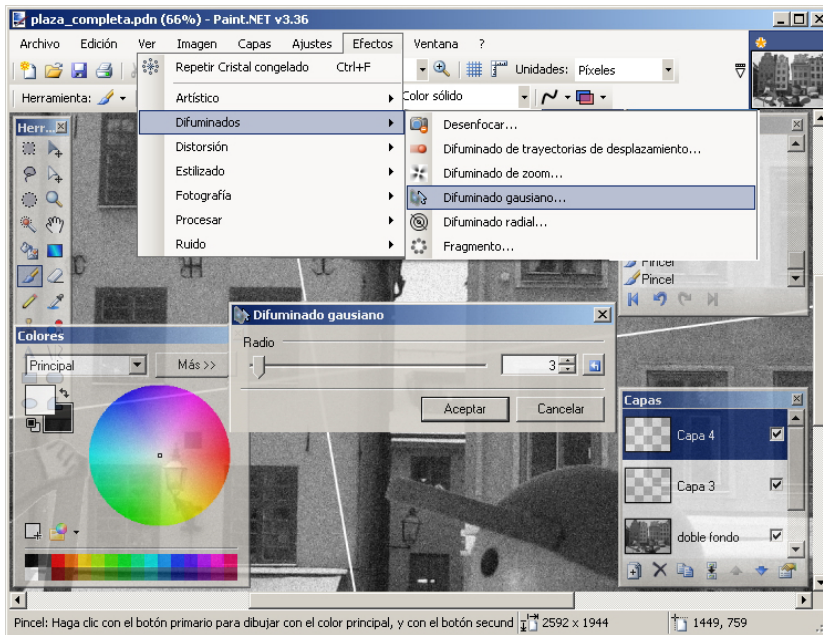 plaza_completa.pdn (66%) - Paint.NET v3.36
Archivo Edición Ver Imagen Capas Ajustes Efectos Ventana ?
Repetir Cristal congelado Ctrl+F
Unidades: Píxeles
Herramienta:
Color sólido
Artístico
Difuminados
Distorsión
Estilizado
Fotografía
Procesar
Ruido
Desenfocar...
Difuminado de trayectorias de desplazamiento...
Difuminado de zoom...
Difuminado gausiano...
Difuminado radial...
Fragmento...
Herr...
Pincel
Pincel
Difuminado gausiano
Radio
3
Aceptar Cancelar
Colores
Principal
Más >>
Capas
Capa 4
Capa 3
doble fondo
Pincel: Haga clic con el botón primario para dibujar con el color principal, y con el botón secund
2592 x 1944
1449, 759